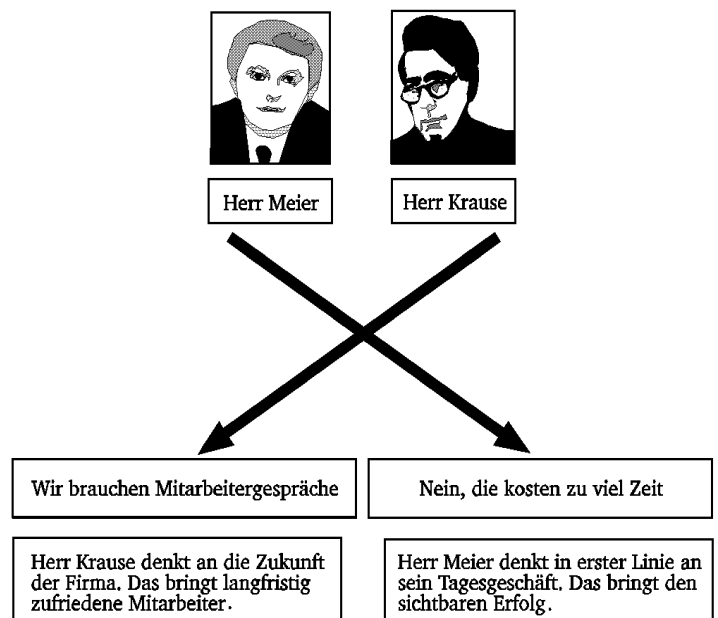 Herr Meier
Herr Krause
Wir brauchen Mitarbeitergespräche
Nein, die kosten zu viel Zeit
Herr Krause denkt an die Zukunft
der Firma. Das bringt langfristig
zufriedene Mitarbeiter.
Herr Meier denkt in erster Linie an
sein Tagesgeschäft. Das bringt den
sichtbaren Erfolg.